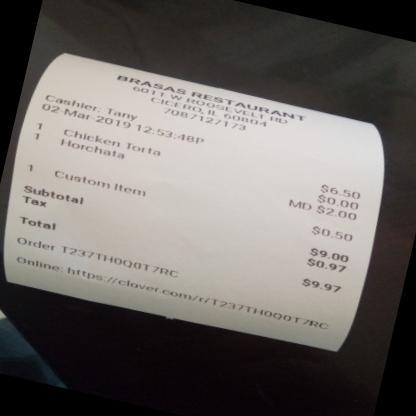 BRASAS RESTAURANT
6011 W ROOSEVELT RD
CICERO, IL 60804
7087127173
Cashier: Tany
02-Mar-2019 12:53:48P
1 Chicken Torta $6.50
1 Horchata $0.00
MD $2.00
1 Custom Item $0.50
Subtotal $9.00
Tax $0.97
Total $9.97
Order T237TH0Q0T7RC
Online: https://clover.com/r/T237TH0Q0T7RC